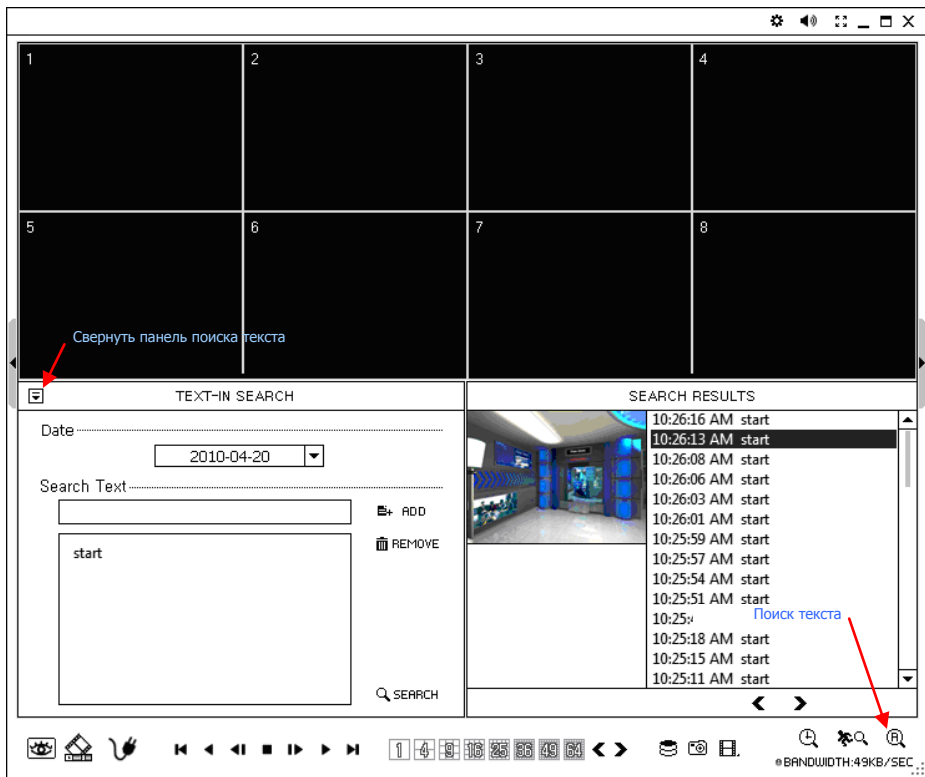 1 2 3 4
5 6 7 8
Свернуть панель поиска текста
TEXT-IN SEARCH
Date
2010-04-20
Search Text
ADD
REMOVE
start
SEARCH
SEARCH RESULTS
10:26:16 AM start
10:26:13 AM start
10:26:08 AM start
10:26:06 AM start
10:26:03 AM start
10:26:01 AM start
10:25:59 AM start
10:25:57 AM start
10:25:54 AM start
10:25:51 AM start
Поиск текста
10:25:
10:25:18 AM start
10:25:15 AM start
10:25:11 AM start
1 4 9 16 25 36 49 64
BANDWIDTH:49KB/SEC